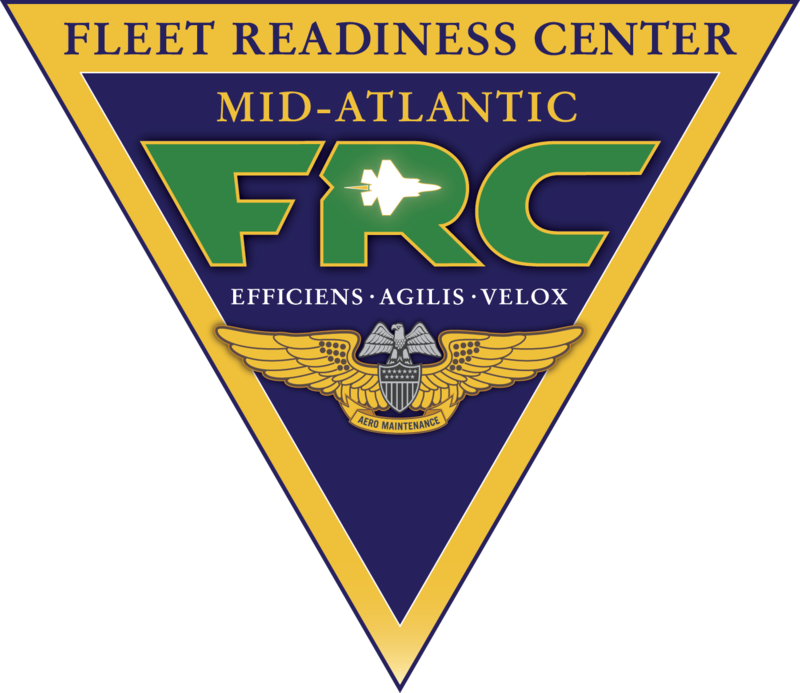 FLEET READINESS CENTER
MID-ATLANTIC
FRC
EFFICIENS · AGILIS · VELOX
AERO MAINTENANCE